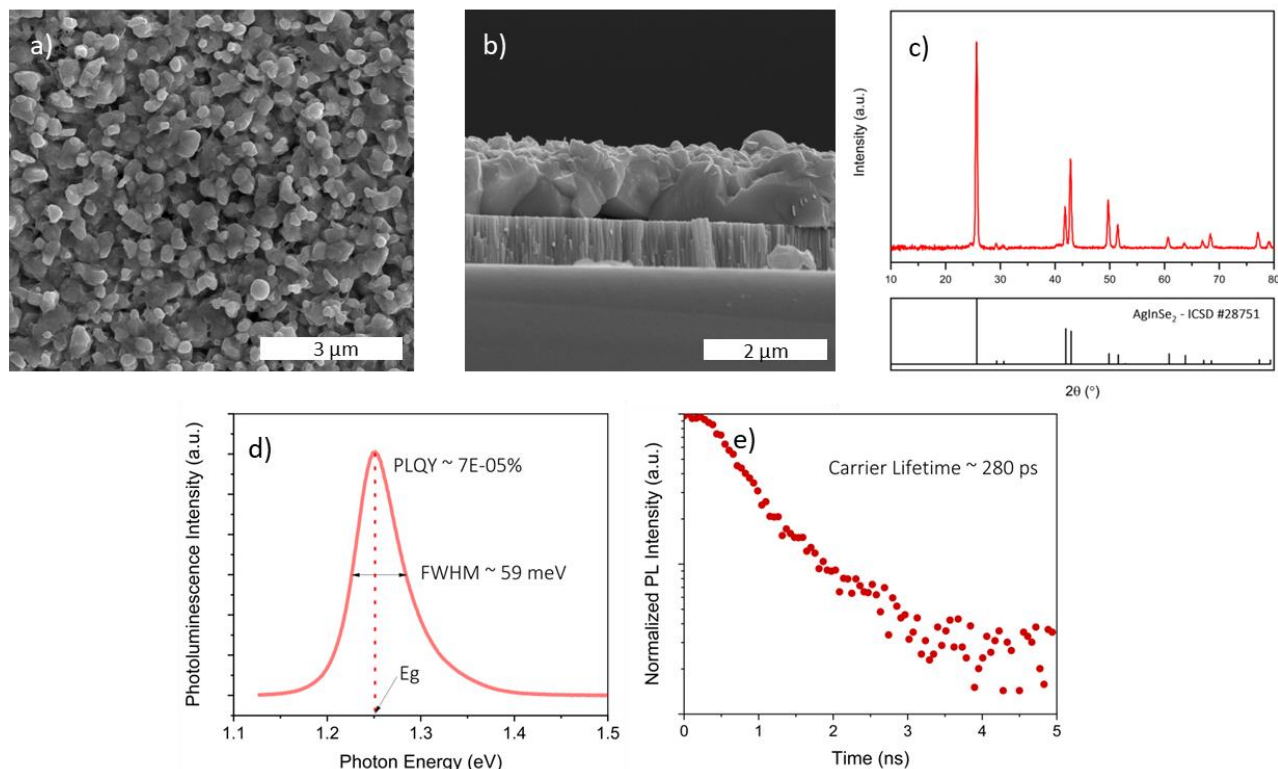 a)
3 μm
b)
2 μm
c)
Intensity (a.u.)
10 20 30 40 50 60 70 80
AgInSe₂ - ICSD #28751
2θ (°)
d)
Photoluminescence Intensity (a.u.)
PLQY ~ 7E-05%
FWHM ~ 59 meV
Eg
1.1 1.2 1.3 1.4 1.5
Photon Energy (eV)
e)
Normalized PL Intensity (a.u.)
Carrier Lifetime ~ 280 ps
0 1 2 3 4 5
Time (ns)